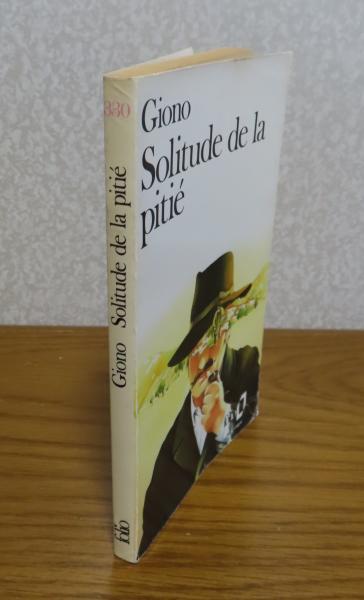 330
Giono Solitude de la pitié
folio
Giono
Solitude de la
pitié